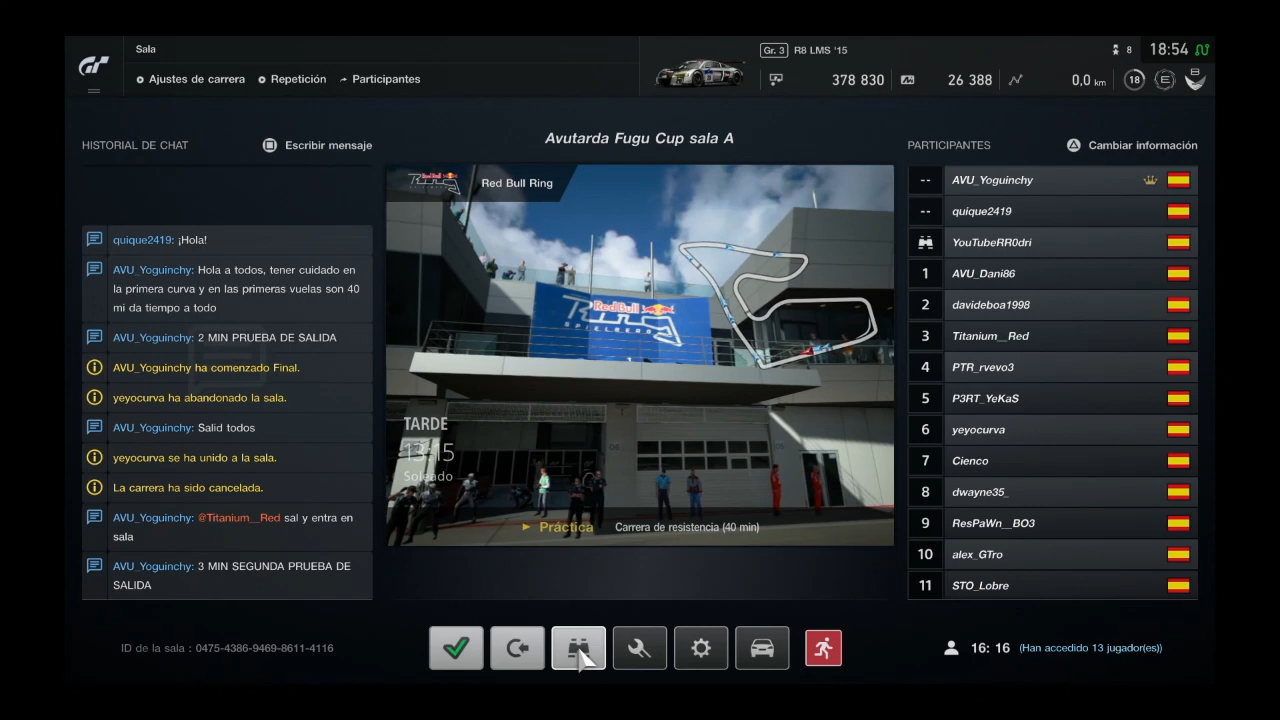 Sala
Gr. 3 R8 LMS '15
8 18:54
Ajustes de carrera Repetición Participantes
378 830 26 388 0,0 km 18 E B
Avutarda Fugu Cup sala A
HISTORIAL DE CHAT Escribir mensaje
PARTICIPANTES Cambiar información
Red Bull Ring
quique2419: ¡Hola!
AVU_Yoguinchy: Hola a todos, tener cuidado en
la primera curva y en las primeras vuelas son 40
mi da tiempo a todo
AVU_Yoguinchy: 2 MIN PRUEBA DE SALIDA
AVU_Yoguinchy ha comenzado Final.
yeyocurva ha abandonado la sala.
AVU_Yoguinchy: Salid todos
yeyocurva se ha unido a la sala.
La carrera ha sido cancelada.
AVU_Yoguinchy: @Titanium__Red sal y entra en
sala
AVU_Yoguinchy: 3 MIN SEGUNDA PRUEBA DE
SALIDA
Red Bull
Ring
SPIELBERG
TARDE
13:15
Soleado
Práctica Carrera de resistencia (40 min)
-- AVU_Yoguinchy
-- quique2419
YouTubeRR0dri
1 AVU_Dani86
2 davideboa1998
3 Titanium__Red
4 PTR_rvevo3
5 P3RT_YeKaS
6 yeyocurva
7 Cienco
8 dwayne35_
9 ResPaWn__BO3
10 alex_GTro
11 STO_Lobre
ID de la sala : 0475-4386-9469-8611-4116
16: 16 (Han accedido 13 jugador(es))